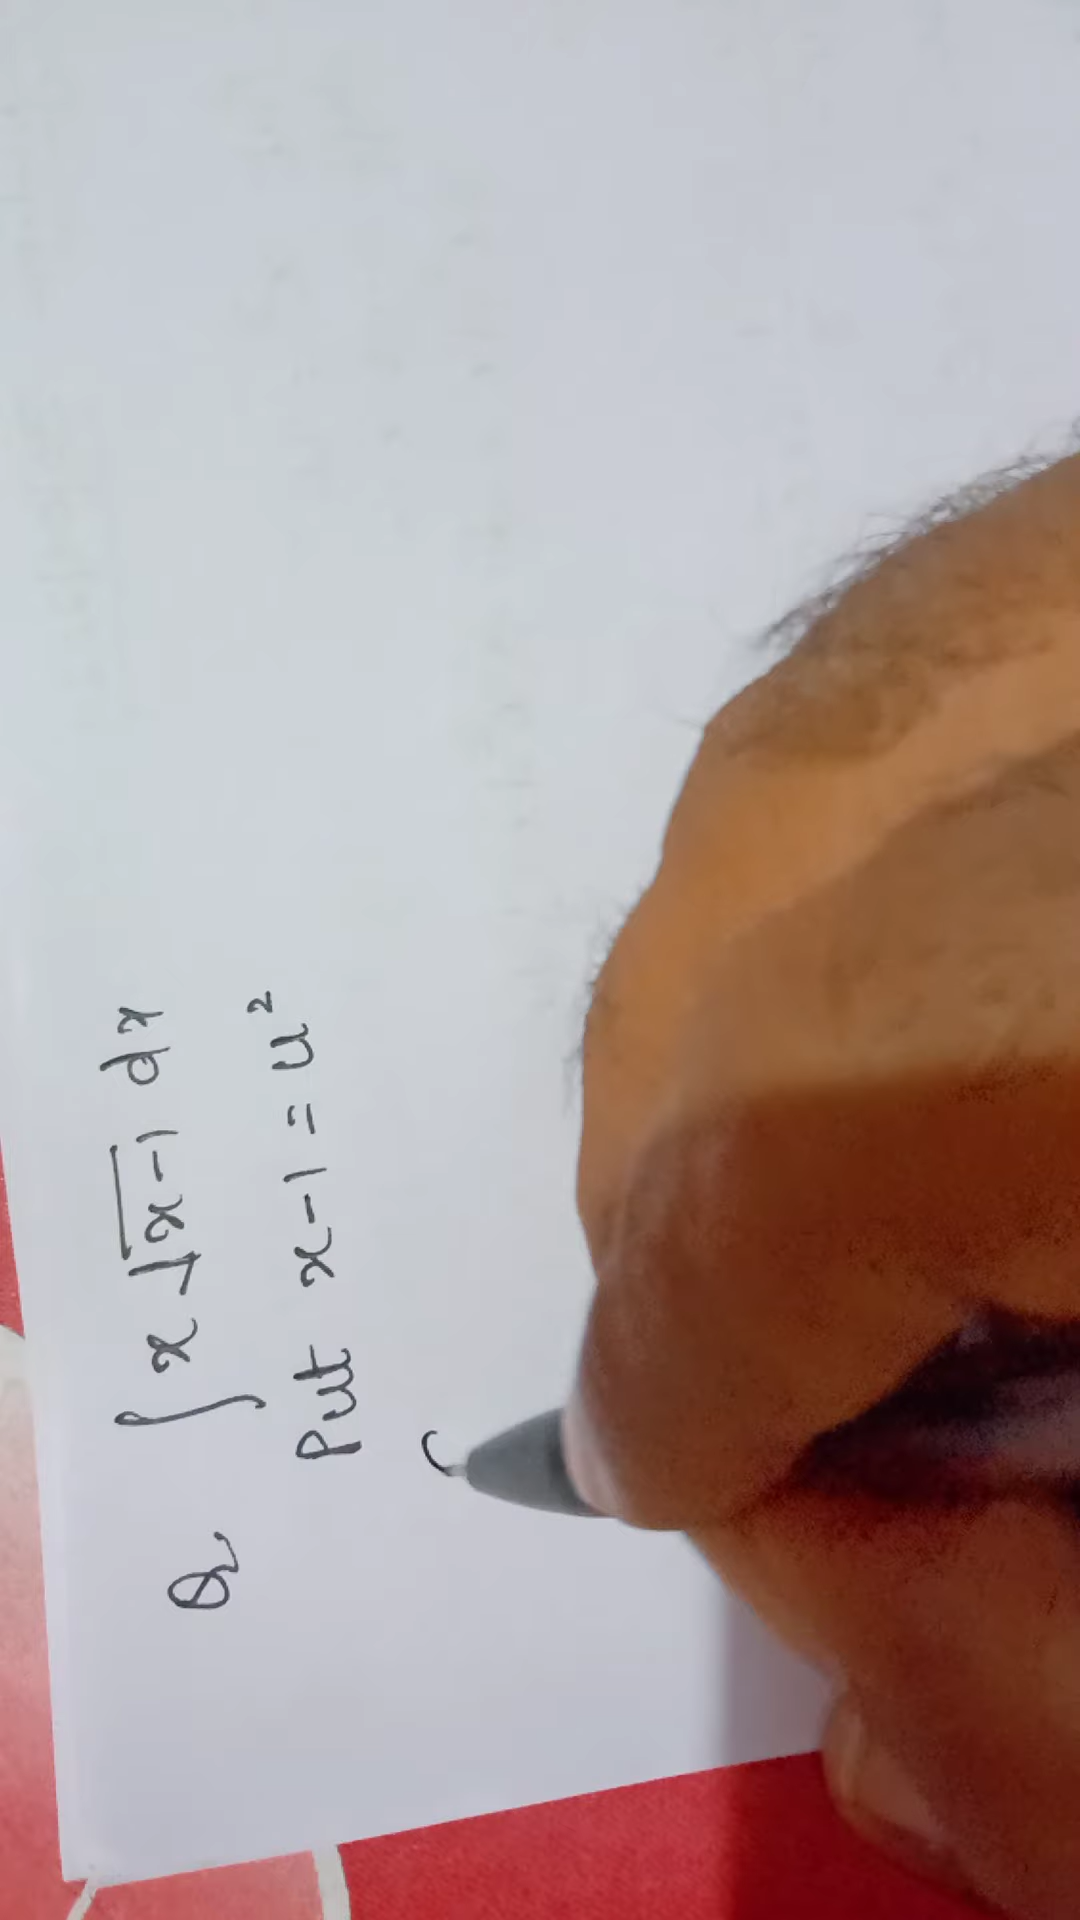 Q ∫ x √x-1 dx
Put x-1 = u²